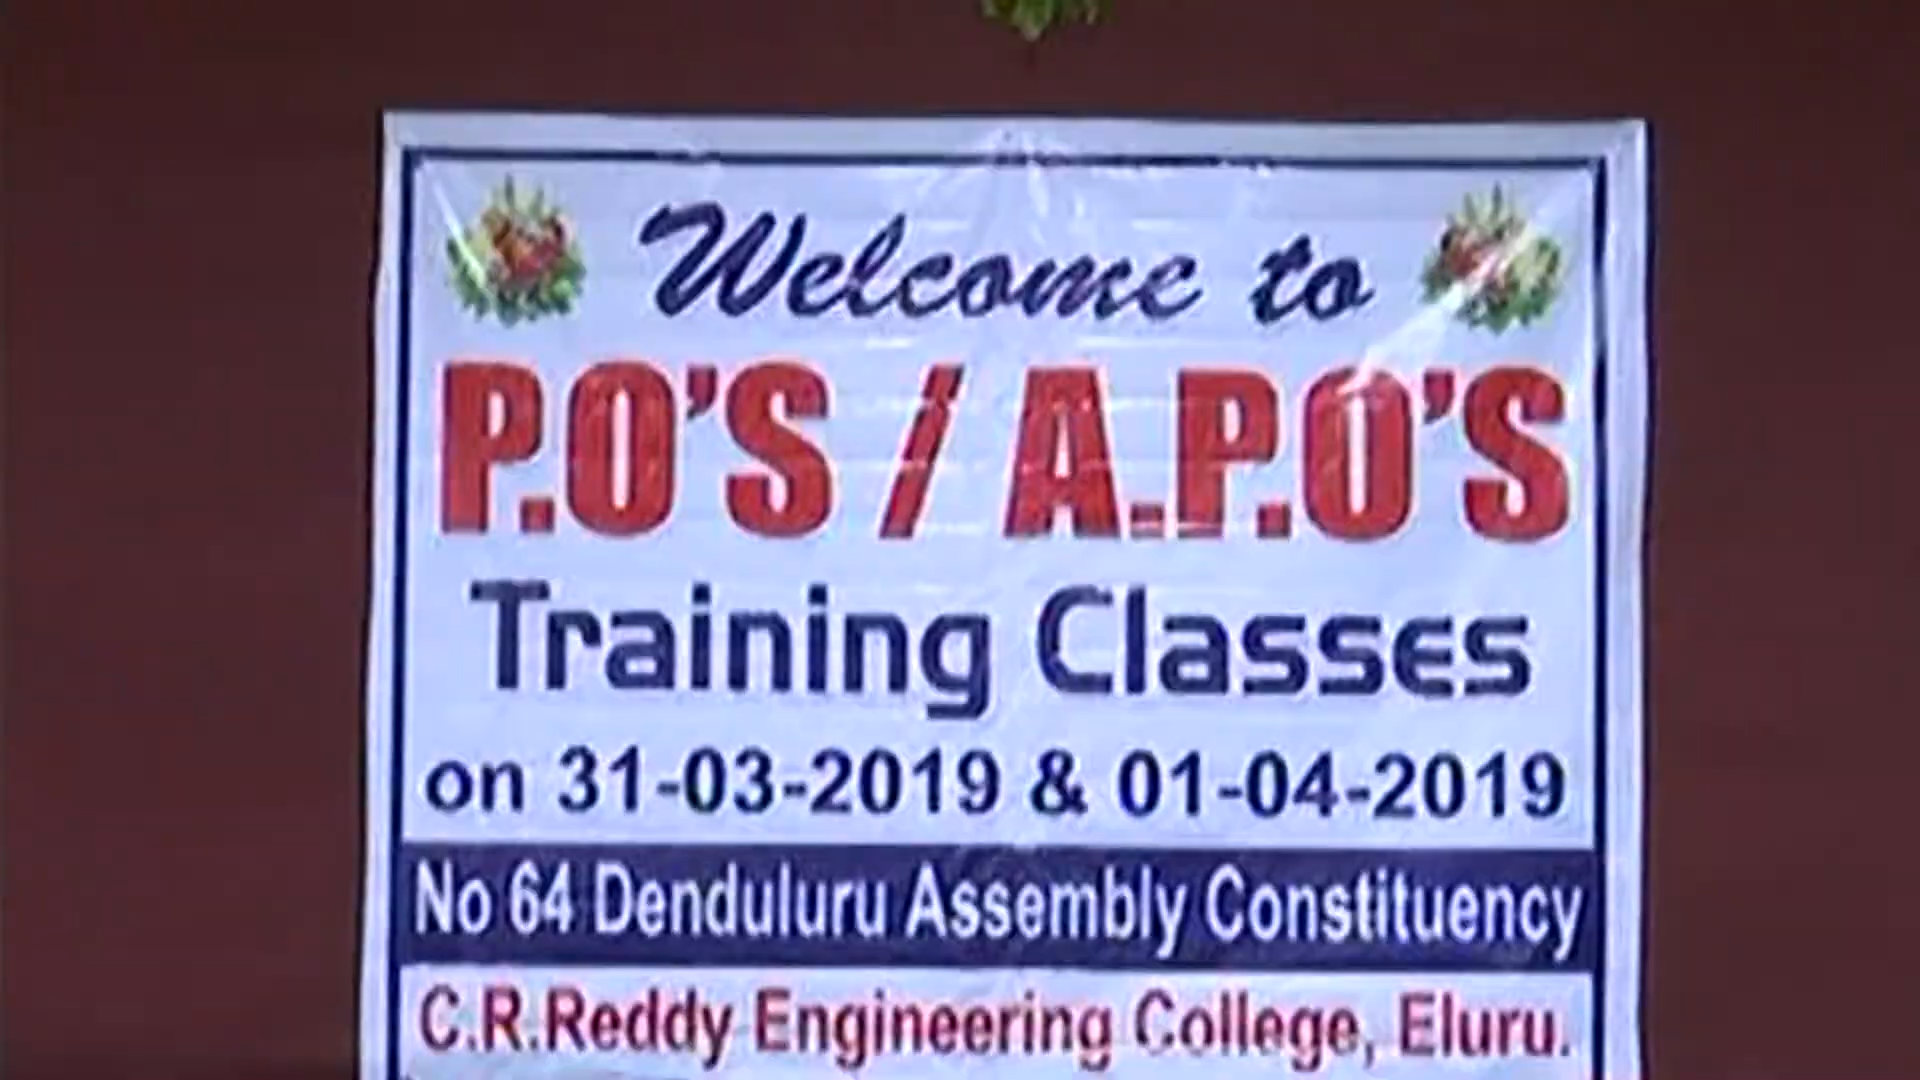 Welcome to
P.O'S / A.P.O'S
Training Classes
on 31-03-2019 & 01-04-2019
No 64 Denduluru Assembly Constituency
C.R.Reddy Engineering College, Eluru.